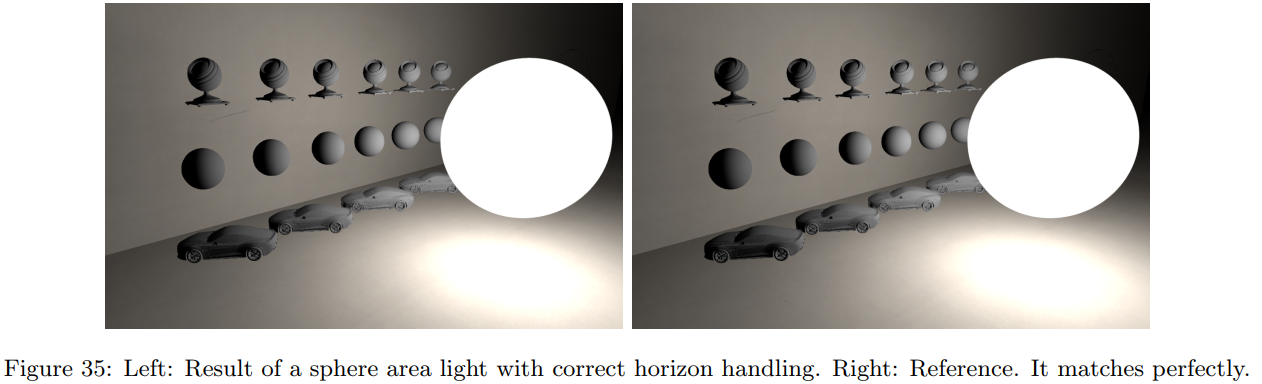 Figure 35: Left: Result of a sphere area light with correct horizon handling. Right: Reference. It matches perfectly.